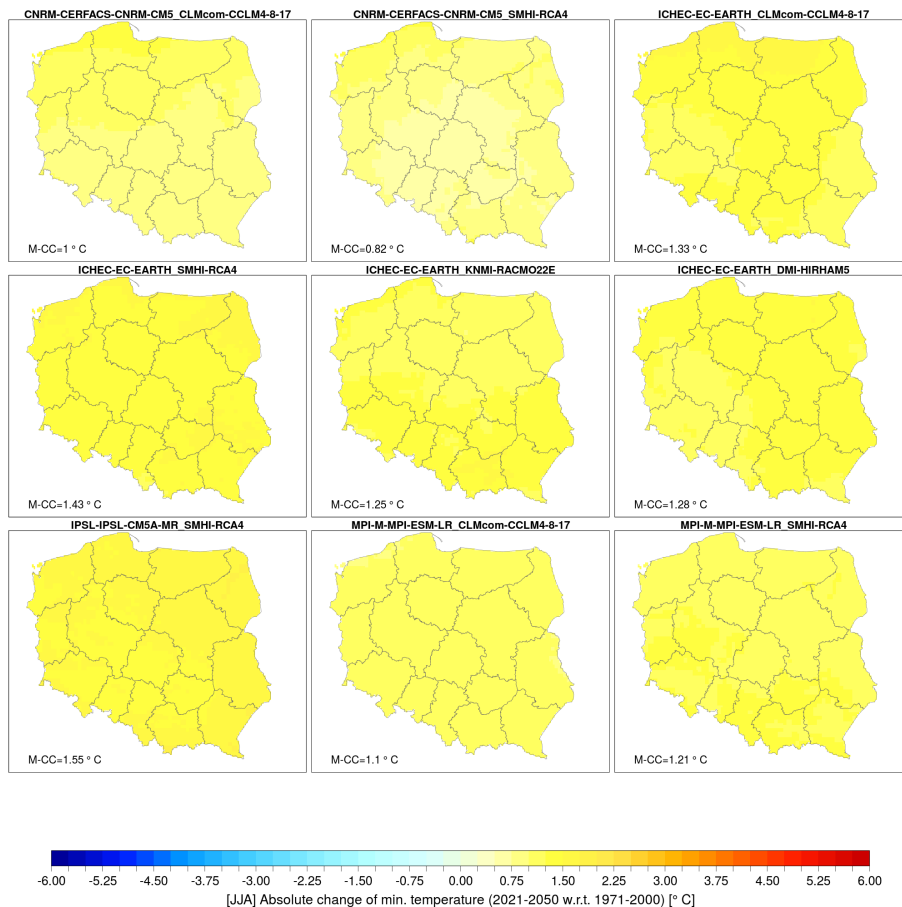 CNRM-CERFACS-CNRM-CM5_CLMcom-CCLM4-8-17
CNRM-CERFACS-CNRM-CM5_SMHI-RCA4
ICHEC-EC-EARTH_CLMcom-CCLM4-8-17
M-CC=1 ° C
M-CC=0.82 ° C
M-CC=1.33 ° C
ICHEC-EC-EARTH_SMHI-RCA4
ICHEC-EC-EARTH_KNMI-RACMO22E
ICHEC-EC-EARTH_DMI-HIRHAM5
M-CC=1.43 ° C
M-CC=1.25 ° C
M-CC=1.28 ° C
IPSL-IPSL-CM5A-MR_SMHI-RCA4
MPI-M-MPI-ESM-LR_CLMcom-CCLM4-8-17
MPI-M-MPI-ESM-LR_SMHI-RCA4
M-CC=1.55 ° C
M-CC=1.1 ° C
M-CC=1.21 ° C
-6.00 -5.25 -4.50 -3.75 -3.00 -2.25 -1.50 -0.75 0.00 0.75 1.50 2.25 3.00 3.75 4.50 5.25 6.00
[JJA] Absolute change of min. temperature (2021-2050 w.r.t. 1971-2000) [° C]